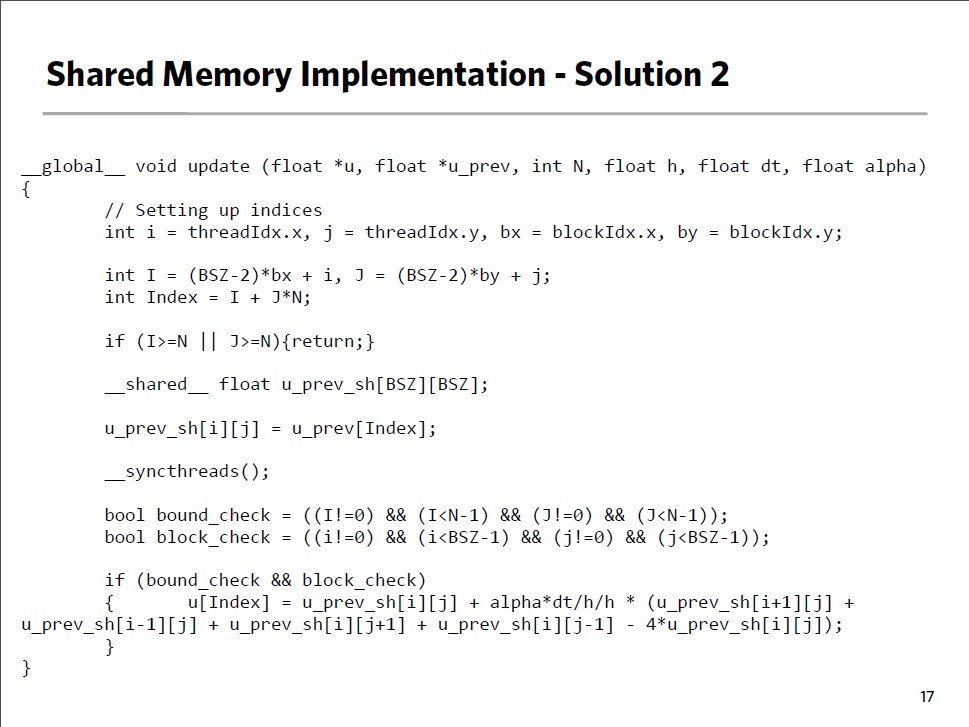 Shared Memory Implementation - Solution 2
__global__ void update (float *u, float *u_prev, int N, float h, float dt, float alpha)
{
// Setting up indices
int i = threadIdx.x, j = threadIdx.y, bx = blockIdx.x, by = blockIdx.y;
int I = (BSZ-2)*bx + i, J = (BSZ-2)*by + j;
int Index = I + J*N;
if (I>=N || J>=N){return;}
__shared__ float u_prev_sh[BSZ][BSZ];
u_prev_sh[i][j] = u_prev[Index];
__syncthreads();
bool bound_check = ((I!=0) && (I<N-1) && (J!=0) && (J<N-1));
bool block_check = ((i!=0) && (i<BSZ-1) && (j!=0) && (j<BSZ-1));
if (bound_check && block_check)
{ u[Index] = u_prev_sh[i][j] + alpha*dt/h/h * (u_prev_sh[i+1][j] +
u_prev_sh[i-1][j] + u_prev_sh[i][j+1] + u_prev_sh[i][j-1] - 4*u_prev_sh[i][j]);
}
}
17